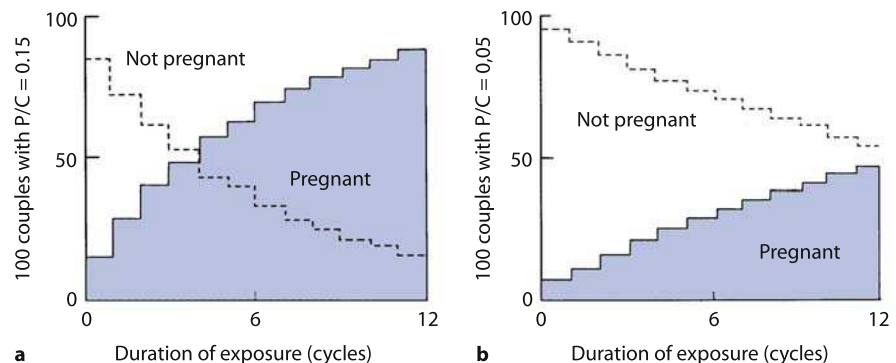 100 couples with P/C = 0.15
100
50
0
Not pregnant
Pregnant
0
6
12
a
Duration of exposure (cycles)
100 couples with P/C = 0,05
100
50
0
Not pregnant
Pregnant
0
6
12
b
Duration of exposure (cycles)